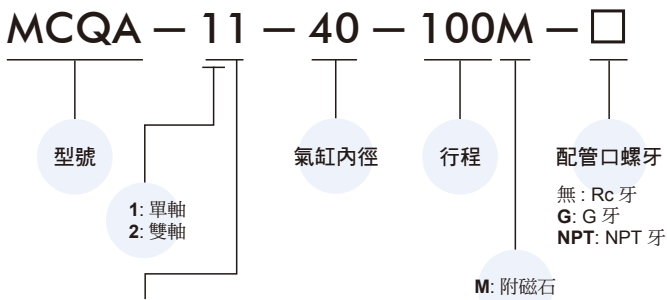 MCQA – 11 – 40 – 100M – □
型號
氣缸內徑
行程
配管口螺牙
無 : Rc 牙
G: G 牙
NPT: NPT 牙
1: 單軸
2: 雙軸
M: 附磁石